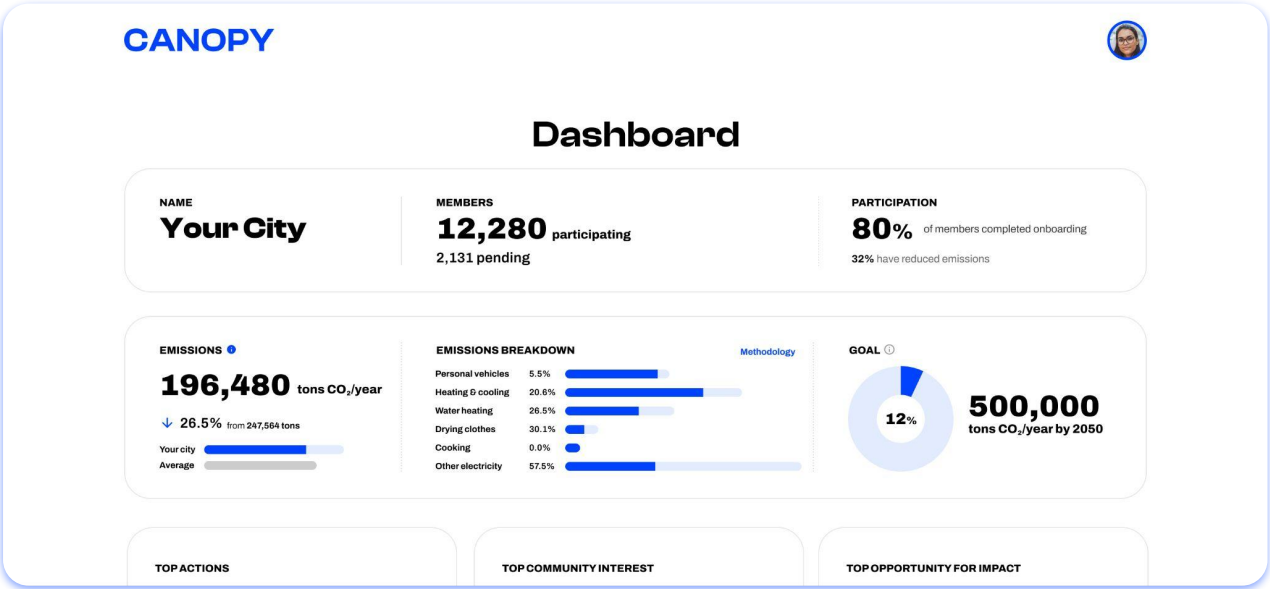 CANOPY
Dashboard
NAME
Your City
MEMBERS
12,280 participating
2,131 pending
PARTICIPATION
80% of members completed onboarding
32% have reduced emissions
EMISSIONS
196,480 tons CO₂/year
26.5% from 247,564 tons
Your city
Average
EMISSIONS BREAKDOWN
Methodology
Personal vehicles 5.5%
Heating & cooling 20.6%
Water heating 26.5%
Drying clothes 30.1%
Cooking 0.0%
Other electricity 57.5%
GOAL
12%
500,000
tons CO₂/year by 2050
TOP ACTIONS
TOP COMMUNITY INTEREST
TOP OPPORTUNITY FOR IMPACT